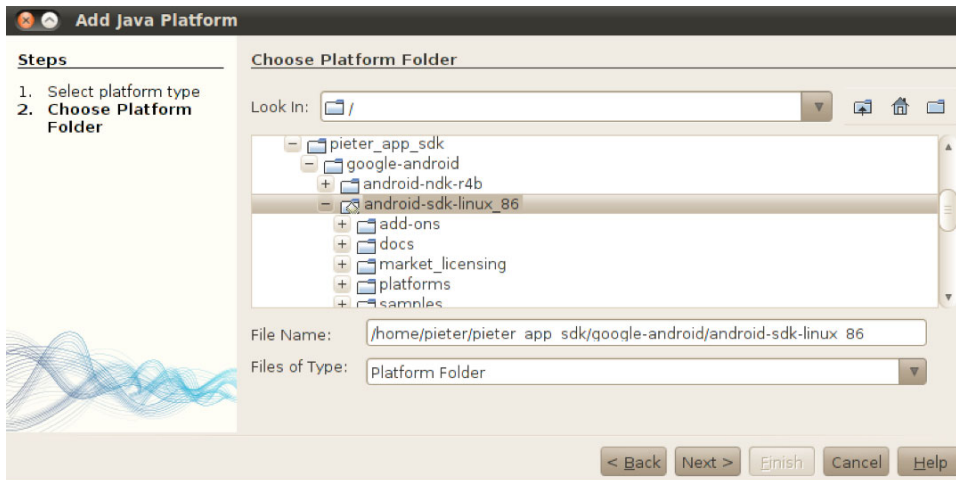 Add Java Platform
Steps
1. Select platform type
2. Choose Platform
Folder
Choose Platform Folder
Look In: /
pieter_app_sdk
google-android
android-ndk-r4b
android-sdk-linux_86
add-ons
docs
market_licensing
platforms
samples
File Name: /home/pieter/pieter_app_sdk/google-android/android-sdk-linux_86
Files of Type: Platform Folder
< Back Next > Finish Cancel Help